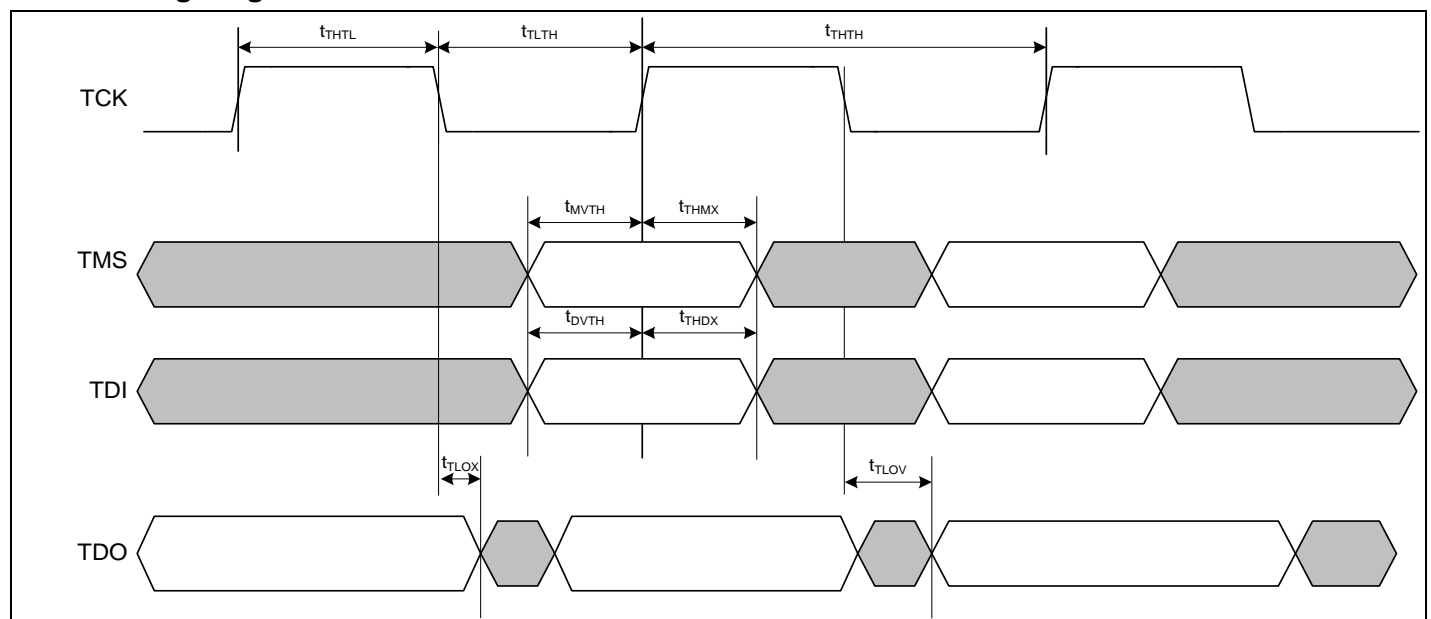 tTHTL tTLTH tTHTH
TCK
tMVTH tTHMX
TMS
tDVTH tTHDX
TDI
tTLOX tTLOV
TDO